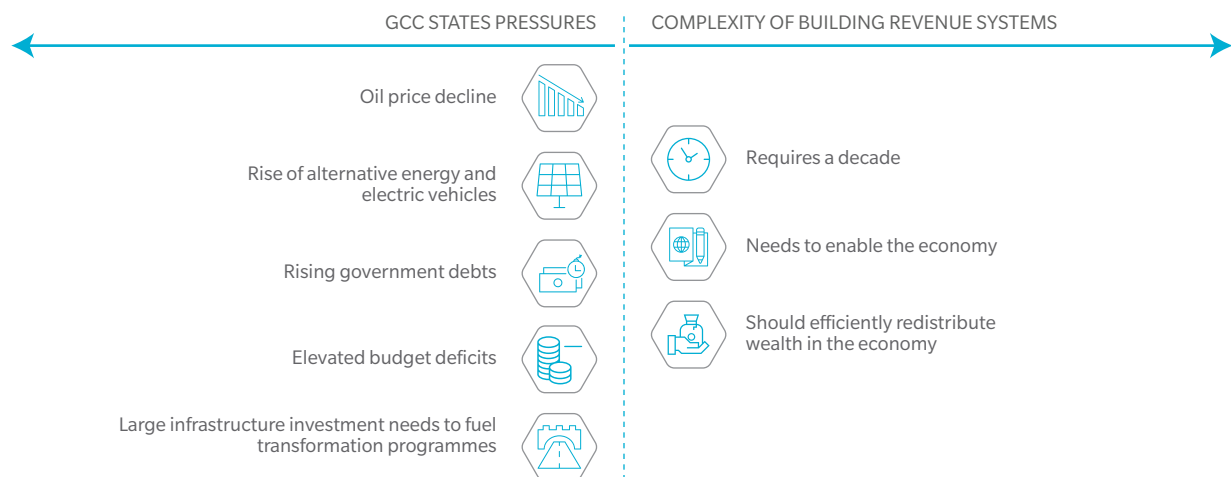 GCC STATES PRESSURES
Oil price decline
Rise of alternative energy and
electric vehicles
Rising government debts
Elevated budget deficits
Large infrastructure investment needs to fuel
transformation programmes
COMPLEXITY OF BUILDING REVENUE SYSTEMS
Requires a decade
Needs to enable the economy
Should efficiently redistribute
wealth in the economy